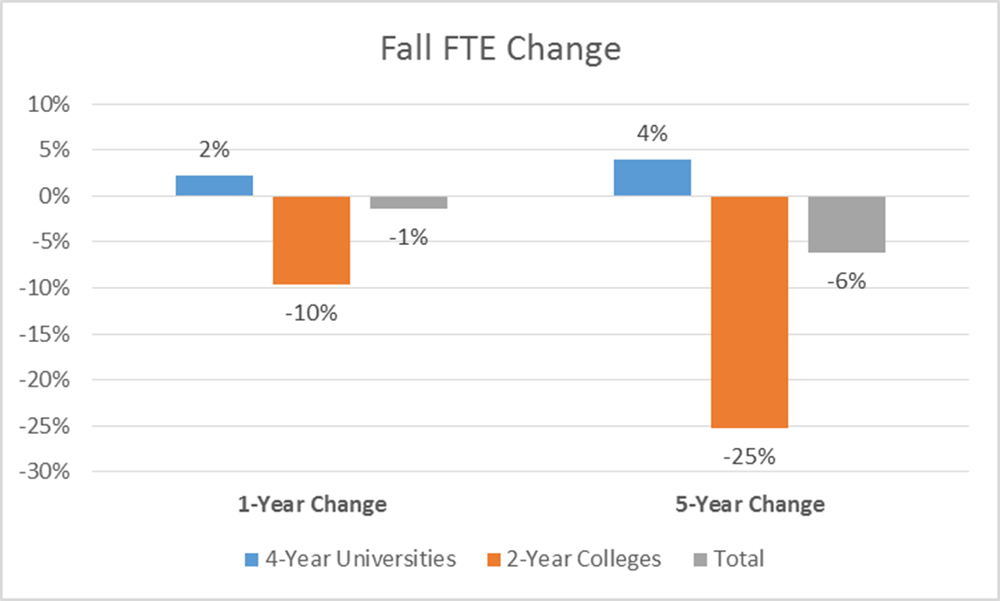 Fall FTE Change
10%
5%
0%
-5%
-10%
-15%
-20%
-25%
-30%
2%
-10%
-1%
4%
-25%
-6%
1-Year Change
5-Year Change
4-Year Universities
2-Year Colleges
Total